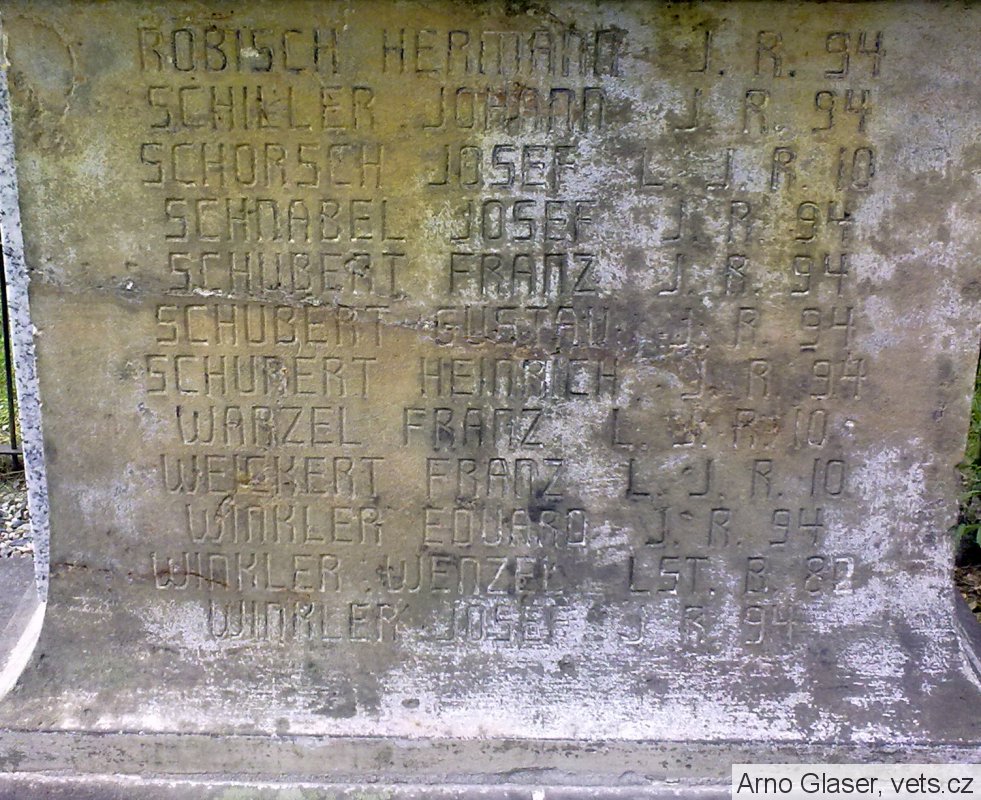 RÖBISCH HERMANN J. R. 94
SCHILLER JOHANN J. R. 94
SCHORSCH JOSEF L. J. R. 10
SCHNABEL JOSEF J. R. 94
SCHUBERT FRANZ J. R. 94
SCHUBERT GUSTAV J. R. 94
SCHUBERT HEINRICH J. R. 94
WARZEL FRANZ L. J. R. 10
WEICKERT FRANZ L. J. R. 10
WINKLER EDUARD J. R. 94
WINKLER WENZEL LST. B. 82
WINKLER JOSEF J. R. 94
Arno Glaser, vets.cz